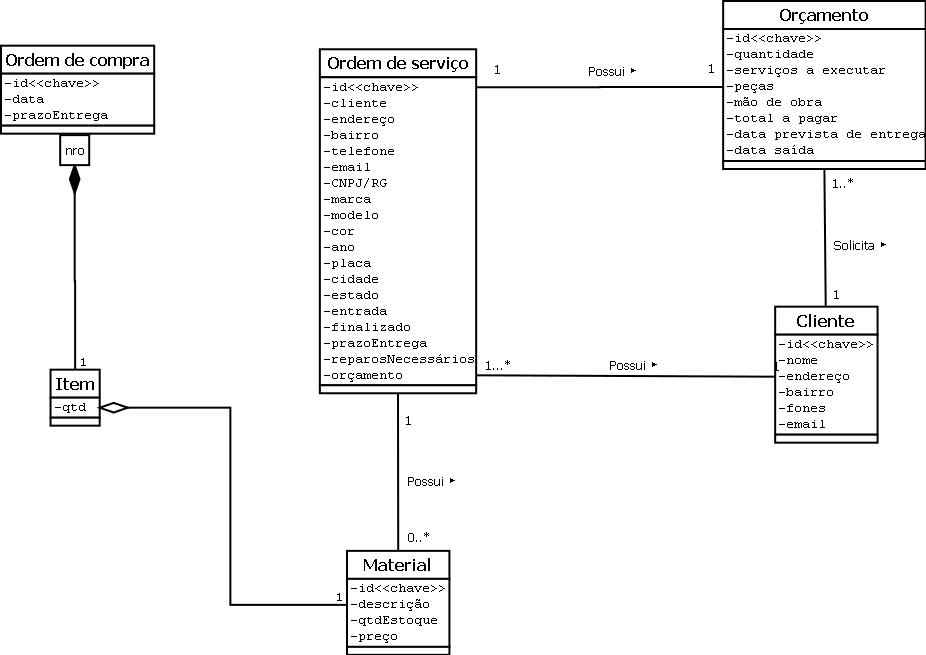 Ordem de compra
-id<<chave>>
-data
-prazoEntrega
nro
1
Item
-qtd
Ordem de serviço
-id<<chave>>
-cliente
-endereço
-bairro
-telefone
-email
-CNPJ/RG
-marca
-modelo
-cor
-ano
-placa
-cidade
-estado
-entrada
-finalizado
-prazoEntrega
-reparosNecessários
-orçamento
1
Possui ▸
1
Orçamento
-id<<chave>>
-quantidade
-serviços a executar
-peças
-mão de obra
-total a pagar
-data prevista de entrega
-data saída
1..*
Solicita ▸
1
Cliente
-id<<chave>>
-nome
-endereço
-bairro
-fones
-email
1...*
Possui ▸
1
1
Possui ▸
0..*
Material
-id<<chave>>
-descrição
-qtdEstoque
-preço
1